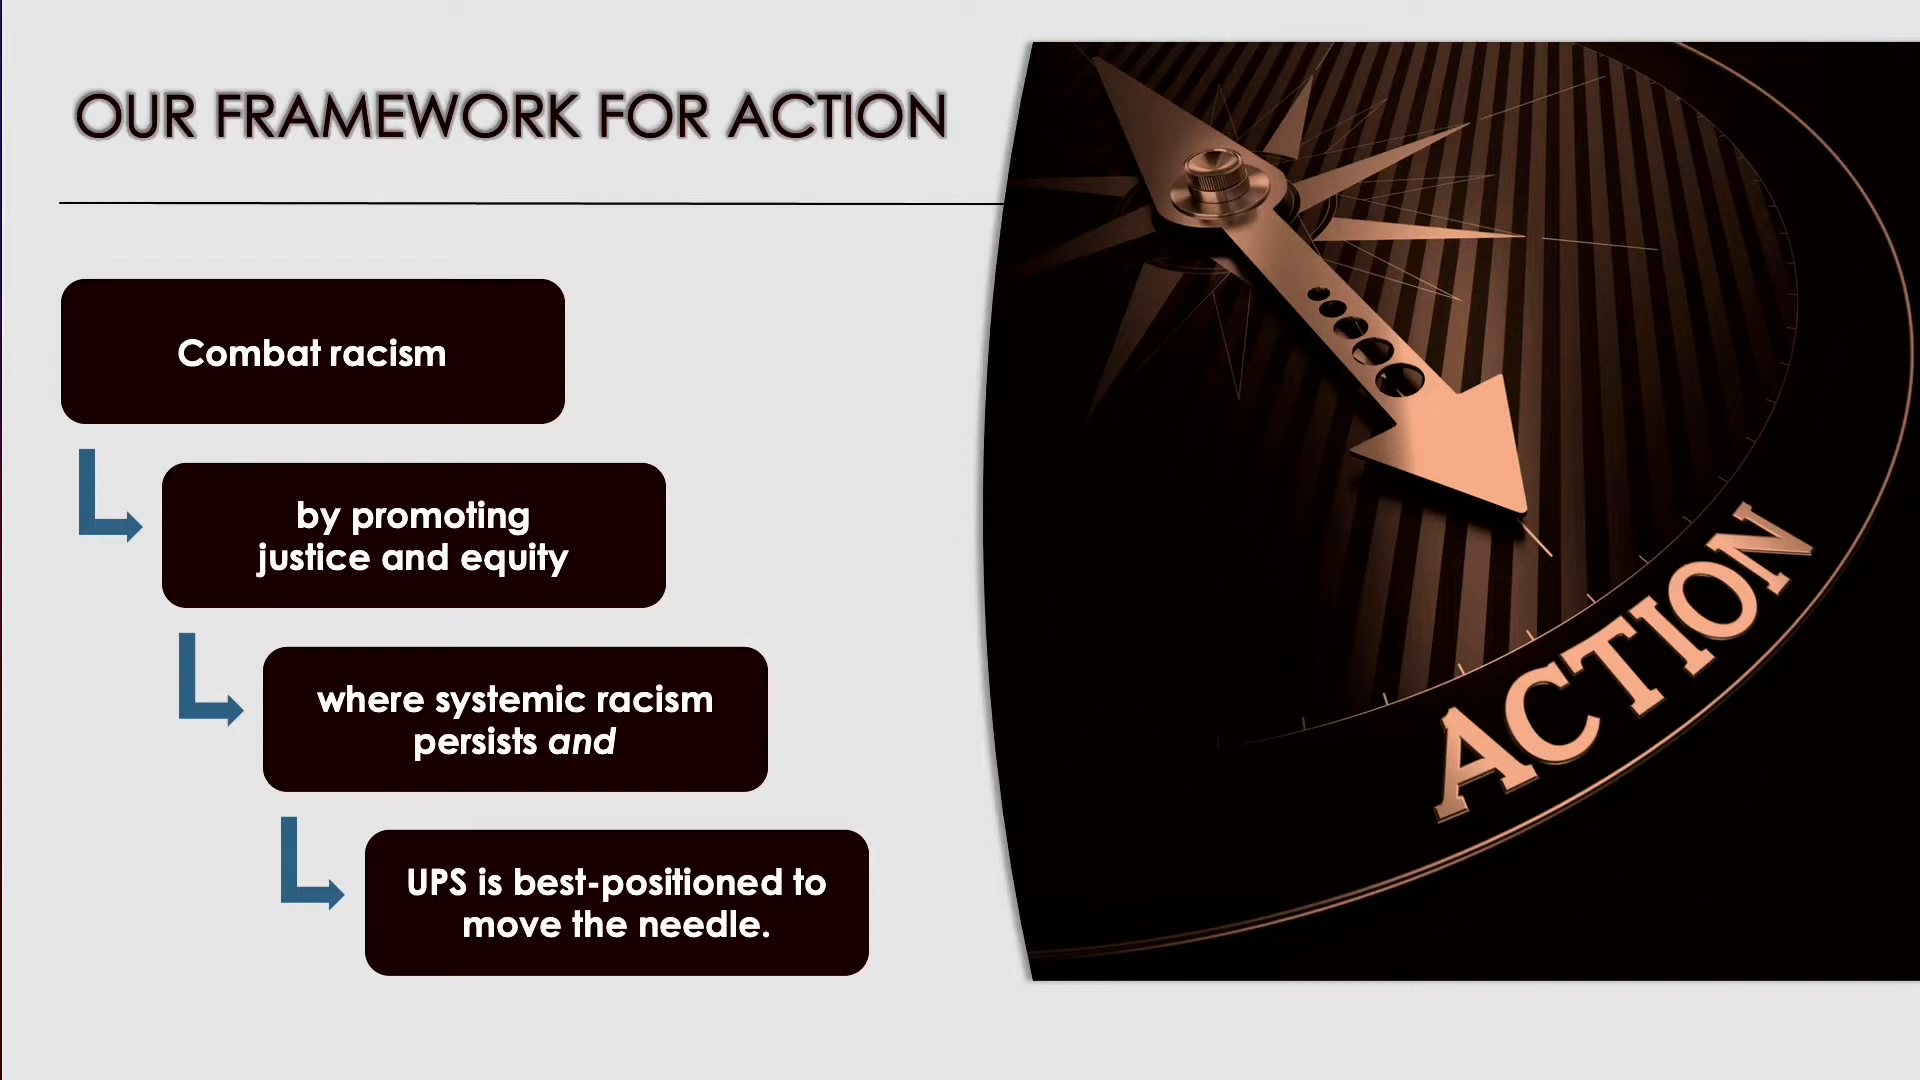 OUR FRAMEWORK FOR ACTION
Combat racism
by promoting
justice and equity
where systemic racism
persists and
UPS is best-positioned to
move the needle.
ACTION